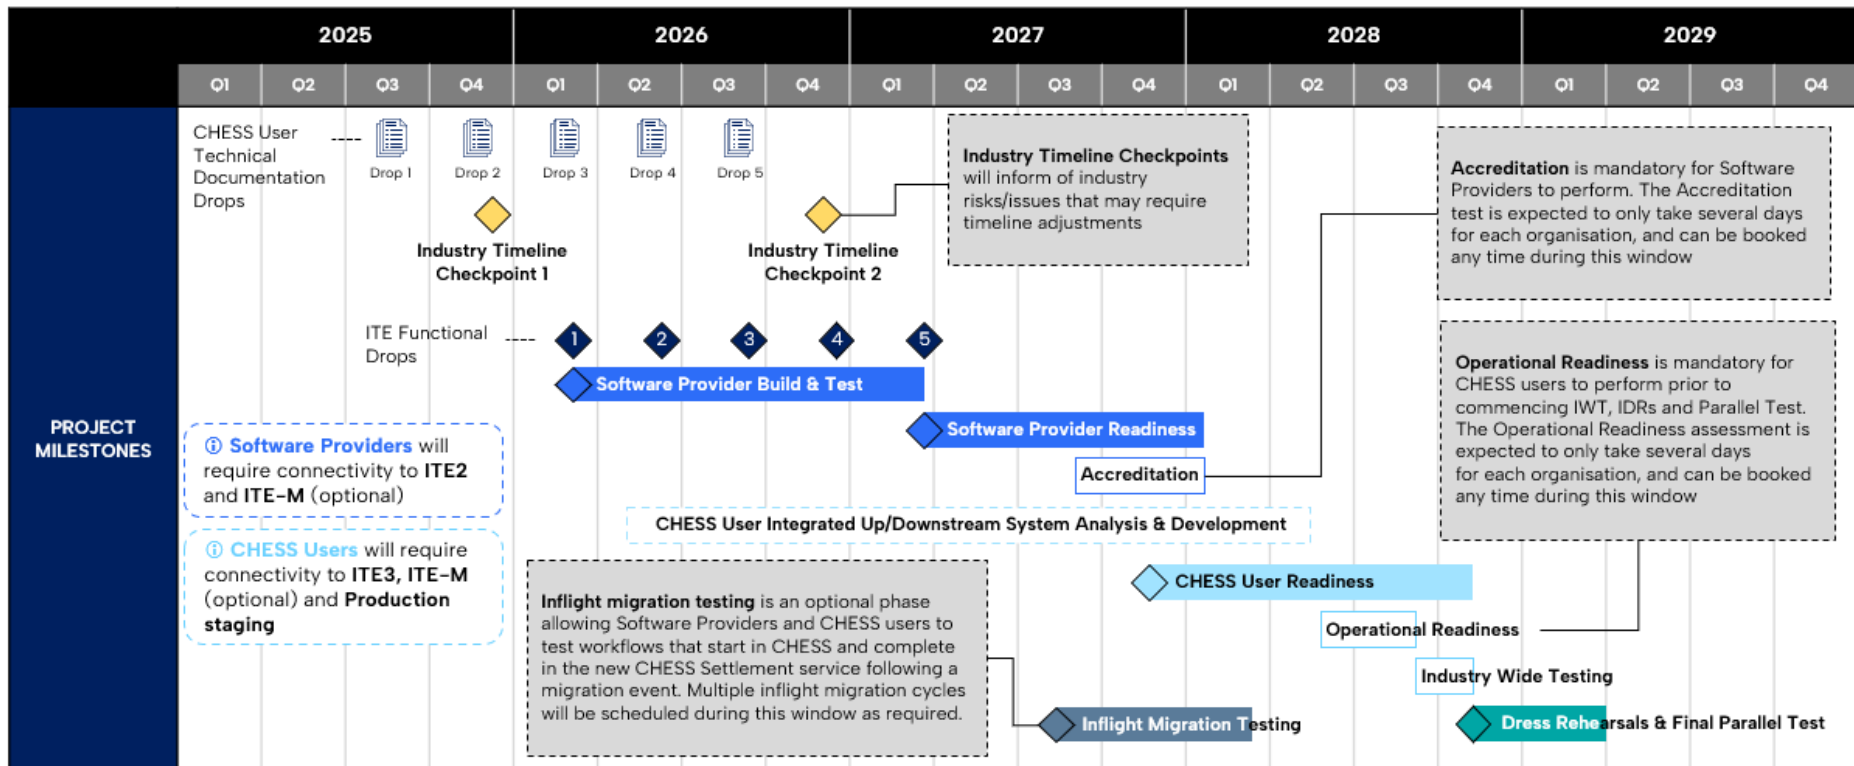 2025 2026 2027 2028 2029
Q1 Q2 Q3 Q4 Q1 Q2 Q3 Q4 Q1 Q2 Q3 Q4 Q1 Q2 Q3 Q4 Q1 Q2 Q3 Q4
PROJECT
MILESTONES
CHESS User
Technical
Documentation
Drops
Drop 1
Drop 2
Drop 3
Drop 4
Drop 5
Industry Timeline
Checkpoint 1
Industry Timeline
Checkpoint 2
Industry Timeline Checkpoints
will inform of industry
risks/issues that may require
timeline adjustments
Accreditation is mandatory for Software
Providers to perform. The Accreditation
test is expected to only take several days
for each organisation, and can be booked
any time during this window
ITE Functional
Drops
1 2 3 4 5
Software Provider Build & Test
Software Provider Readiness
Accreditation
Operational Readiness is mandatory for
CHESS users to perform prior to
commencing IWT, IDRs and Parallel Test.
The Operational Readiness assessment is
expected to only take several days
for each organisation, and can be booked
any time during this window
ⓘ Software Providers will
require connectivity to ITE2
and ITE-M (optional)
CHESS User Integrated Up/Downstream System Analysis & Development
ⓘ CHESS Users will require
connectivity to ITE3, ITE-M
(optional) and Production
staging
CHESS User Readiness
Inflight migration testing is an optional phase
allowing Software Providers and CHESS users to
test workflows that start in CHESS and complete
in the new CHESS Settlement service following a
migration event. Multiple inflight migration cycles
will be scheduled during this window as required.
Operational Readiness
Industry Wide Testing
Inflight Migration Testing
Dress Rehearsals & Final Parallel Test